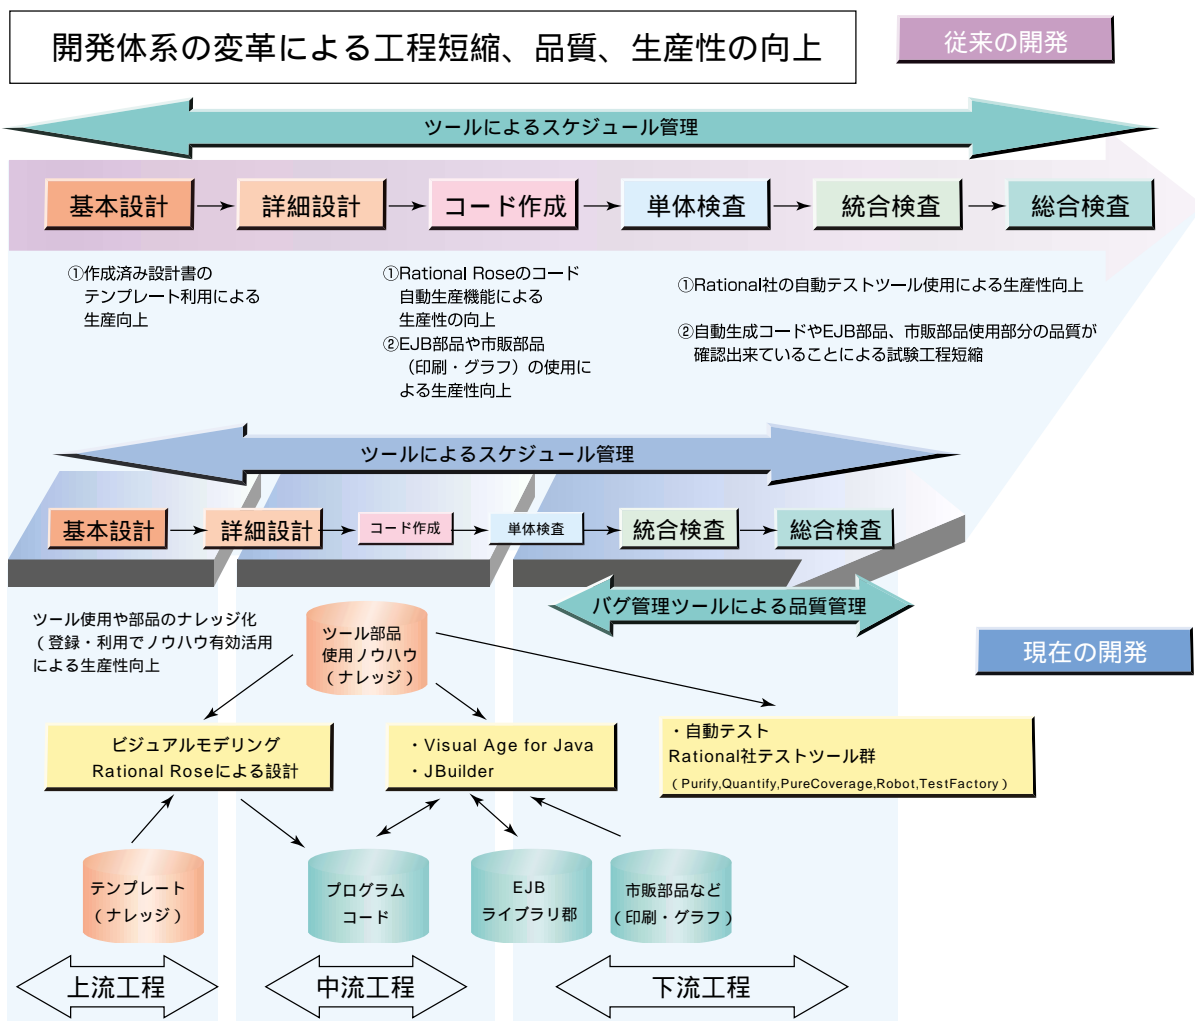 開発体系の変革による工程短縮、品質、生産性の向上
従来の開発
ツールによるスケジュール管理
基本設計
詳細設計
コード作成
単体検査
統合検査
総合検査
①作成済み設計書の
テンプレート利用による
生産向上
①Rational Roseのコード
自動生産機能による
生産性の向上
②EJB部品や市販部品
（印刷・グラフ）の使用に
よる生産性向上
①Rational社の自動テストツール使用による生産性向上
②自動生成コードやEJB部品、市販部品使用部分の品質が
確認出来ていることによる試験工程短縮
ツールによるスケジュール管理
基本設計
詳細設計
コード作成
単体検査
統合検査
総合検査
バグ管理ツールによる品質管理
現在の開発
ツール使用や部品のナレッジ化
（登録・利用でノウハウ有効活用
による生産性向上
ツール部品
使用ノウハウ
（ナレッジ）
ビジュアルモデリング
Rational Roseによる設計
・Visual Age for Java
・JBuilder
・自動テスト
Rational社テストツール群
（Purify,Quantify,PureCoverage,Robot,TestFactory）
テンプレート
（ナレッジ）
プログラム
コード
EJB
ライブラリ郡
市販部品など
（印刷・グラフ）
上流工程
中流工程
下流工程